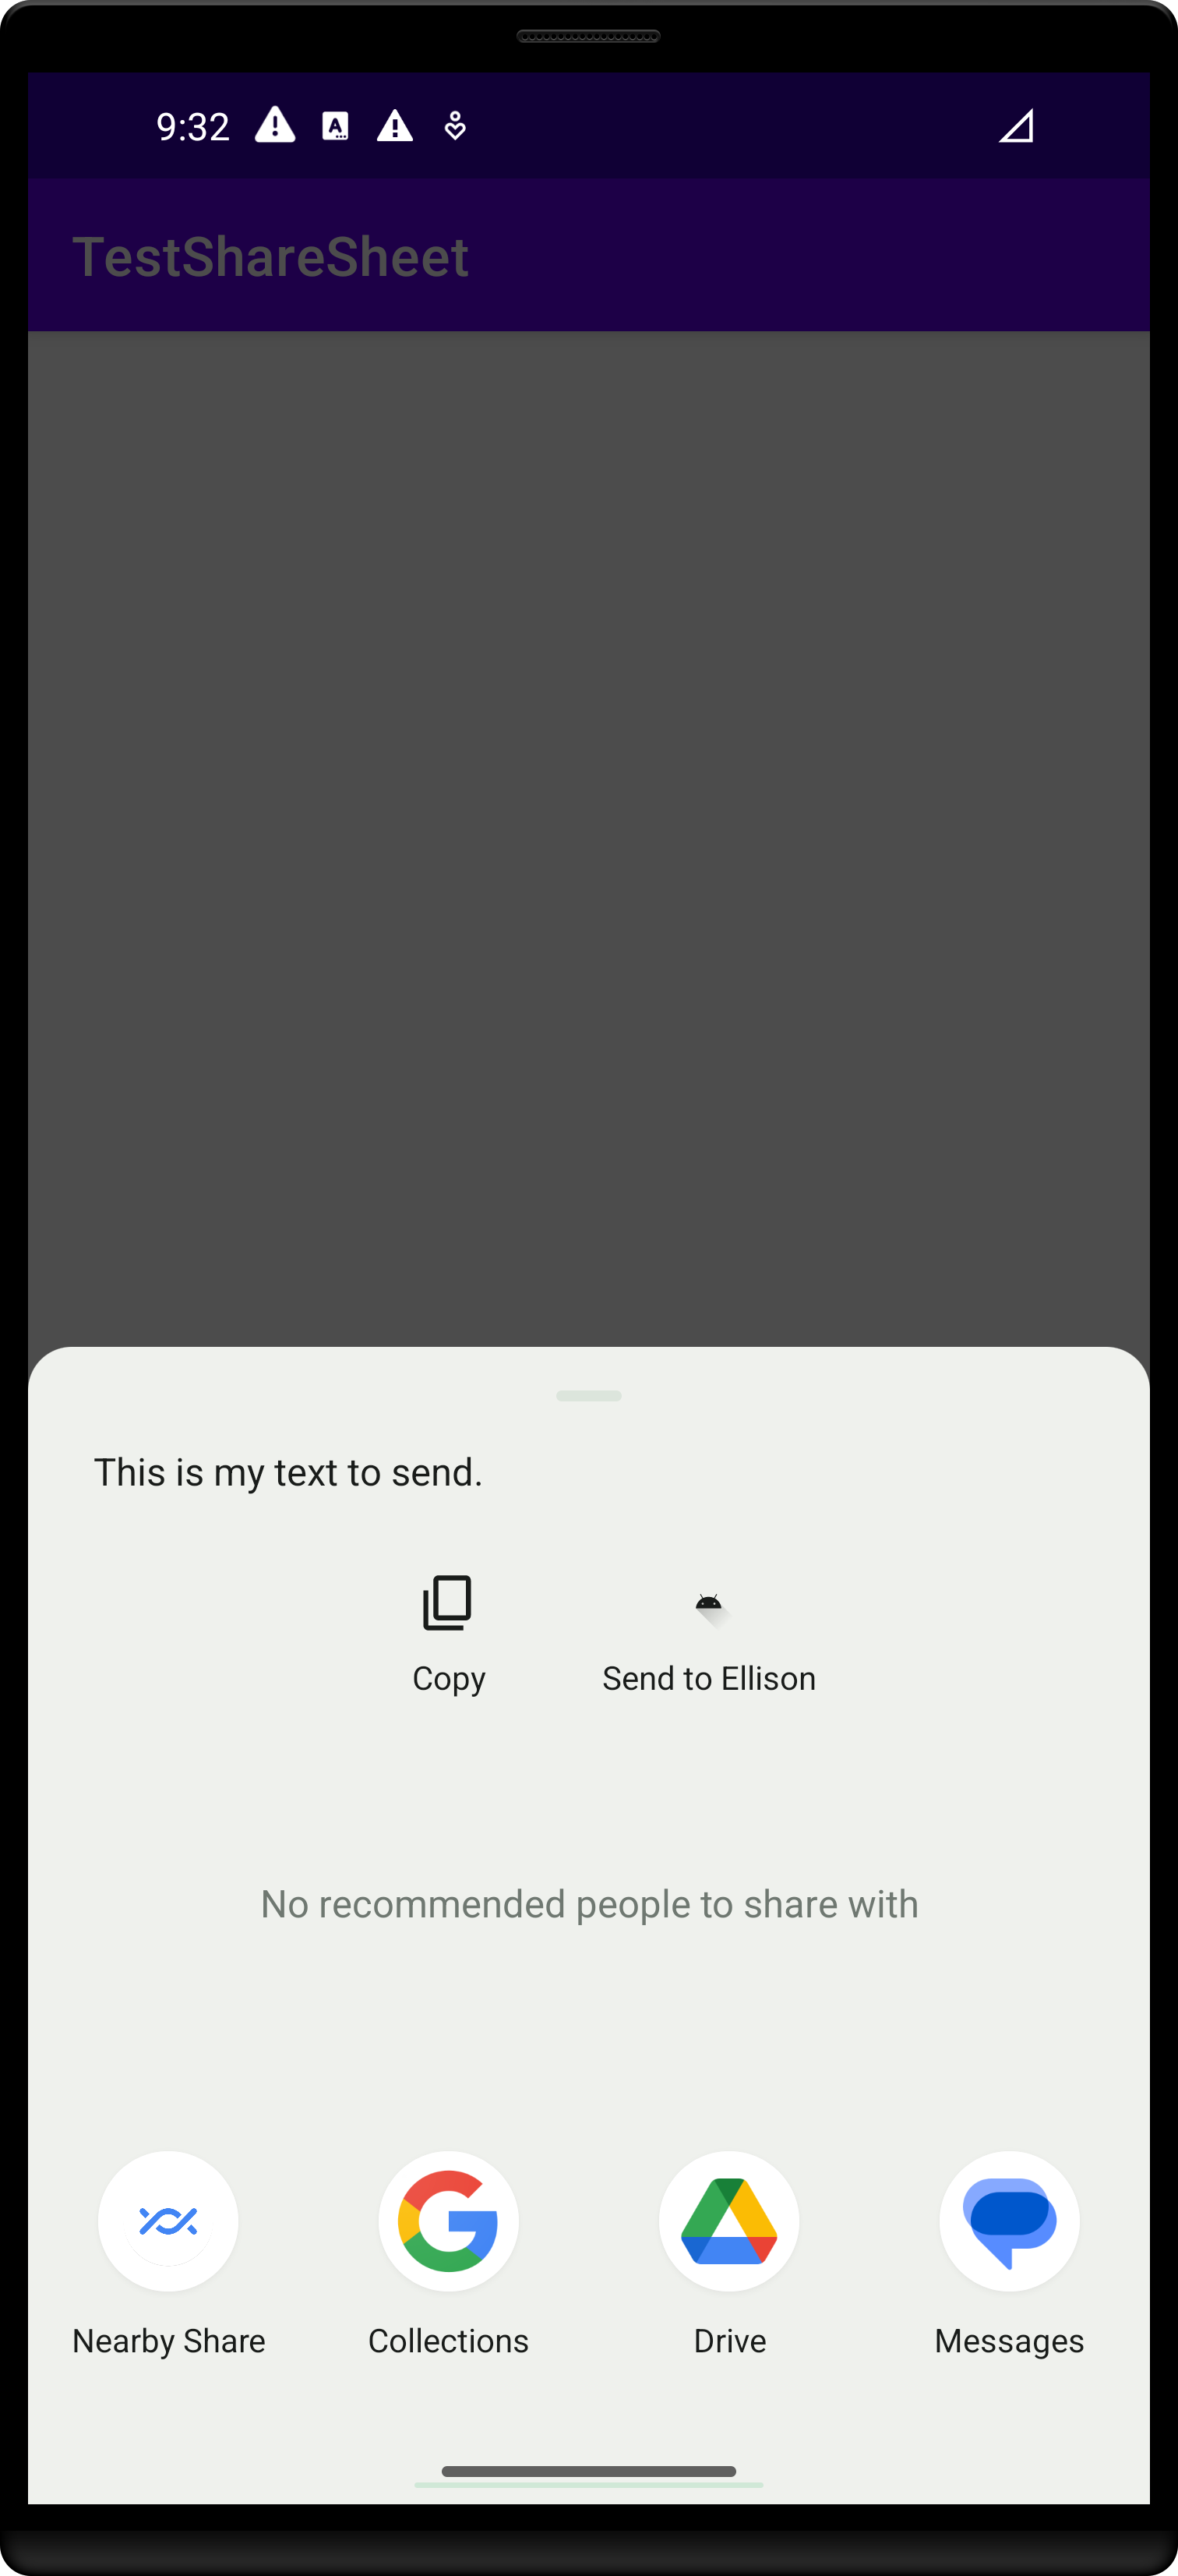 9:32
TestShareSheet
This is my text to send.
Copy Send to Ellison
No recommended people to share with
Nearby Share Collections Drive Messages